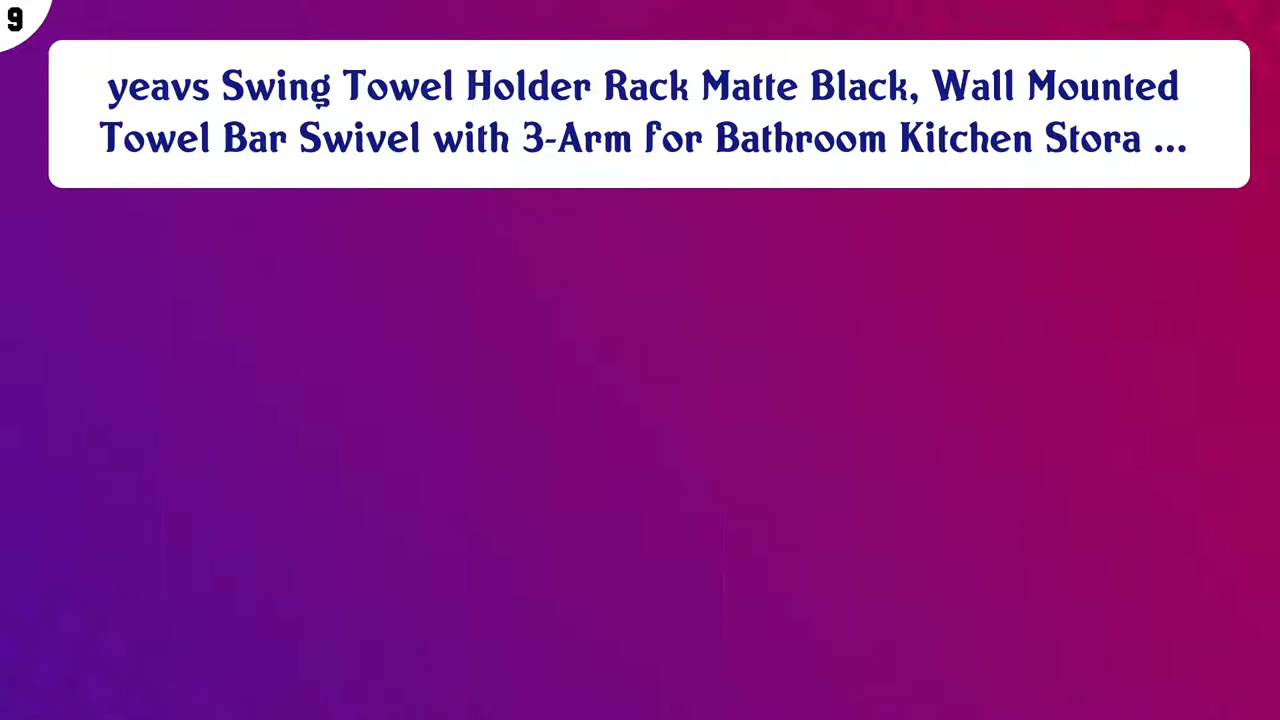 9
yeavs Swing Towel Holder Rack Matte Black, Wall Mounted
Towel Bar Swivel with 3-Arm for Bathroom Kitchen Stora ...